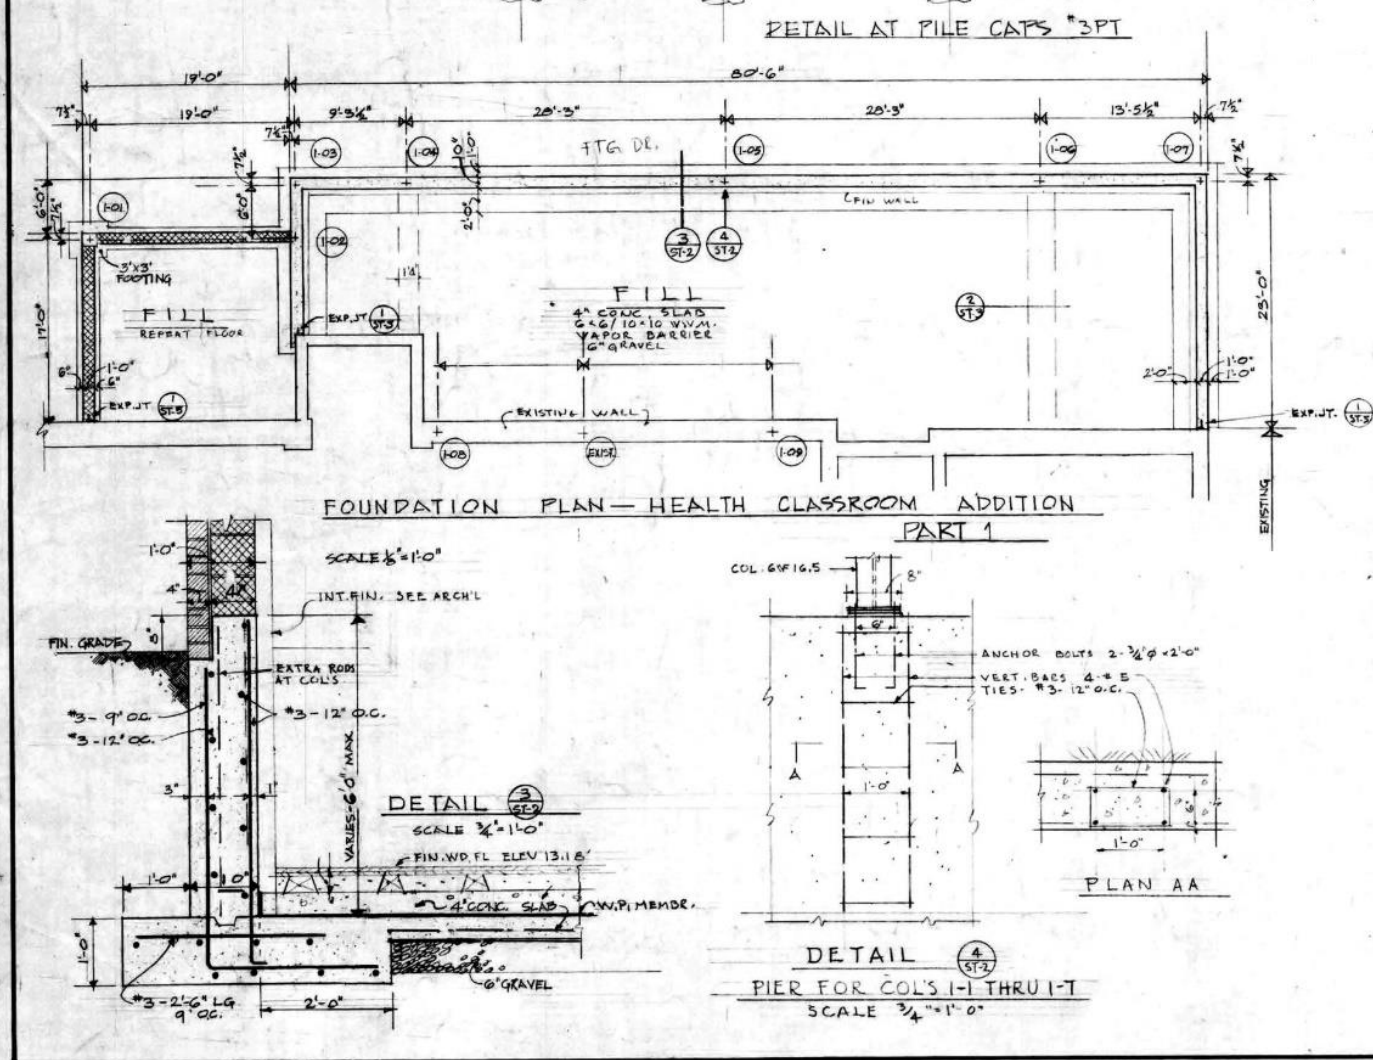 DETAIL AT PILE CAPS #3PT
19'-0"
80'-6"
7½"
19'-0"
9'-3½"
28'-3"
28'-3"
13'-5½"
7½"
7½"
1-03
1-04
10"
1'-0"
FTG DR.
1-05
1-06
1-07
7½"
6'-0"
7½"
1-01
7½"
6'-0"
2'-0"
FIN WALL
1-02
3
ST-2
4
ST-2
3'x3'
FOOTING
FILL
REPEAT FLOOR
EXP. JT
1
ST-3
FILL
4" CONC. SLAB
6x6/10x10 W.W.M.
VAPOR BARRIER
6" GRAVEL
2
ST-3
23'-0"
17'-0"
6"
1'-0"
6"
2'-0"
1'-0"
1'-0"
EXP. JT
1
ST-3
EXISTING WALL
EXP. JT.
1
1-08
EXIST.
1-09
EXISTING
FOUNDATION PLAN — HEALTH CLASSROOM ADDITION
PART 1
SCALE ⅛"=1'-0"
1'-0"
4"
4"
8"
INT. FIN. SEE ARCH'L
FIN. GRADE
EXTRA RODS
AT COL'S
#3 - 9" O.C.
#3 - 12" O.C.
#3 - 12" O.C.
3"
1"
VARIES - 6'0" MAX
DETAIL 3
ST-2
SCALE ¾"=1'-0"
FIN. WD. FL ELEV 13.18'
1'-0"
1'0"
4" CONC. SLAB
W.P. MEMBR.
1'-0"
6" GRAVEL
#3 - 2'-6" LG
9" O.C.
2'-0"
COL. 6WF16.5
8"
6"
ANCHOR BOLTS 2-¾"φ x 2'-0"
VERT. BARS 4-#5
TIES - #3 - 12" O.C.
A
A
1'-0"
1'-0"
PLAN AA
DETAIL 4
ST-2
PIER FOR COL'S 1-1 THRU 1-7
SCALE ¾"=1'-0"